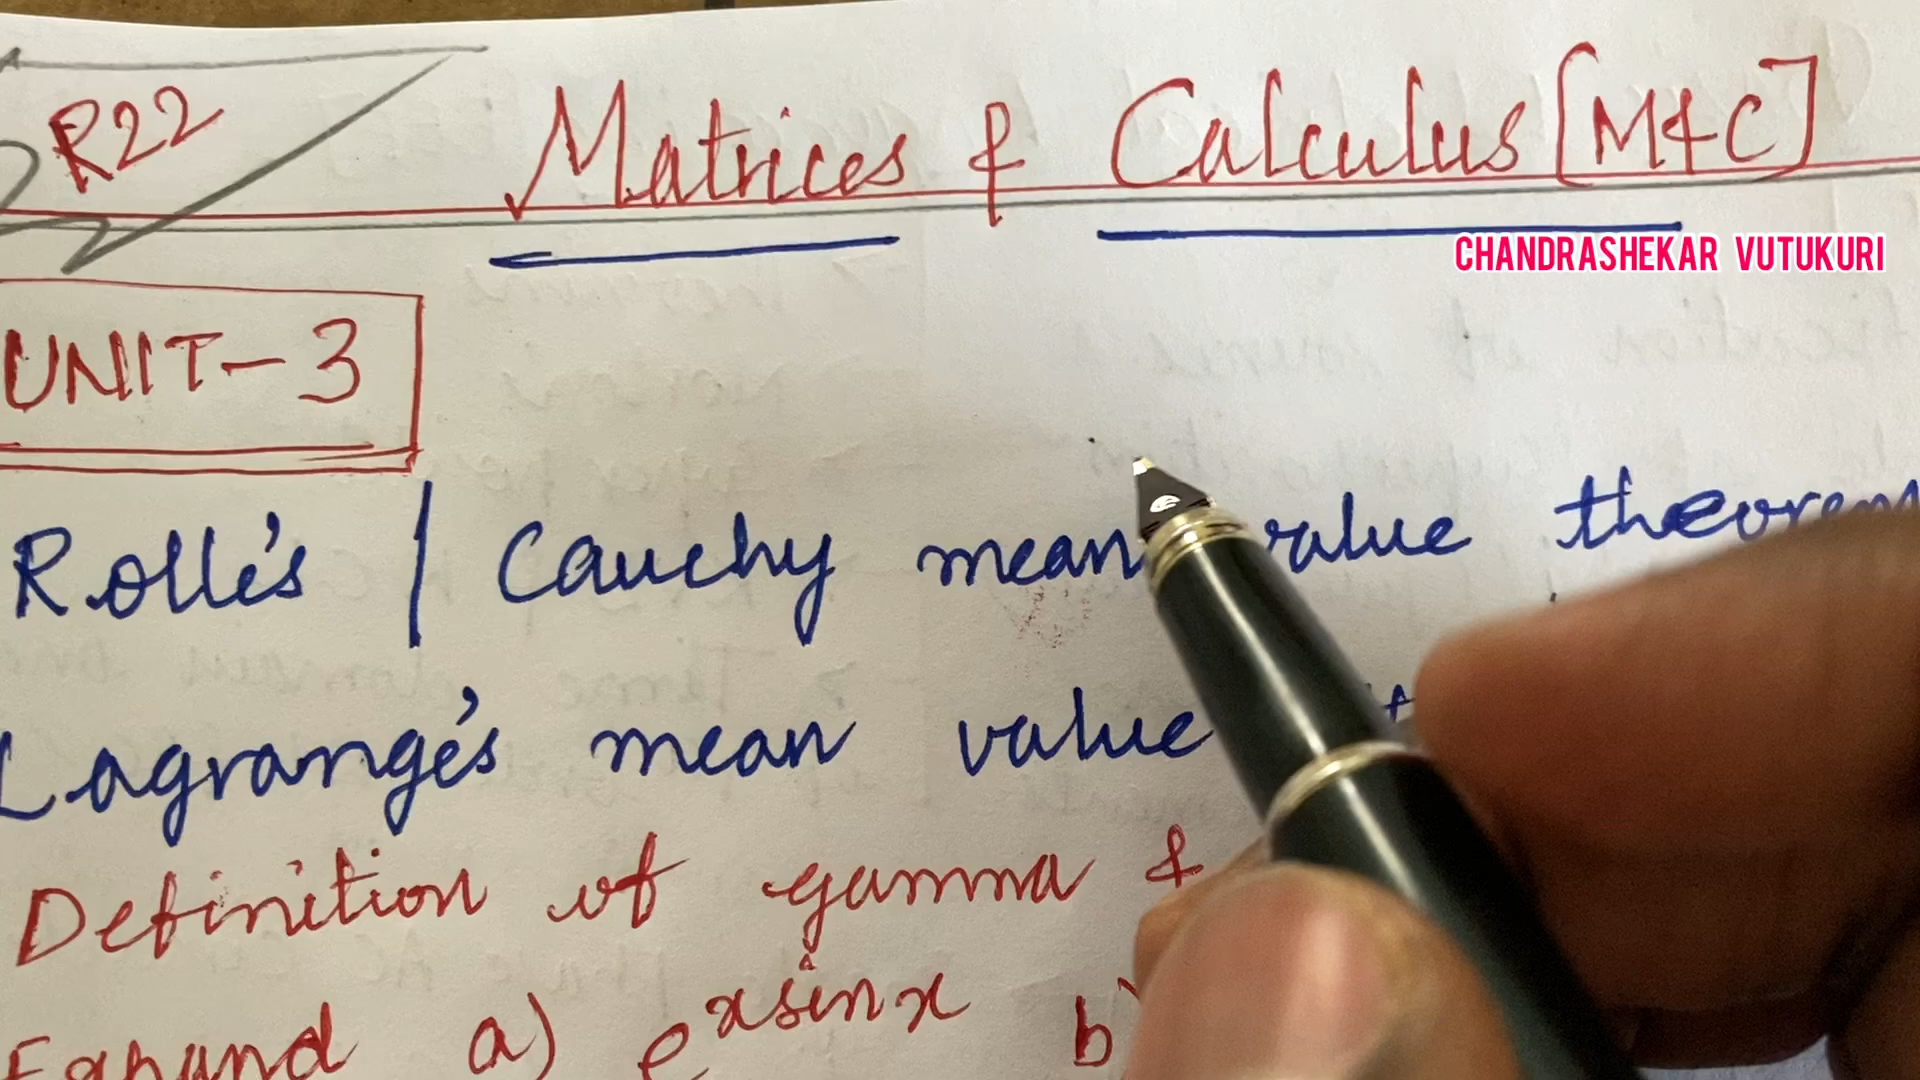 R22
Matrices & Calculus [M&C]
CHANDRASHEKAR VUTUKURI
UNIT-3
Rolle's / Cauchy mean value theorem
Lagrange's mean value
Definition of gamma &
Expand a) e^x sin x b)